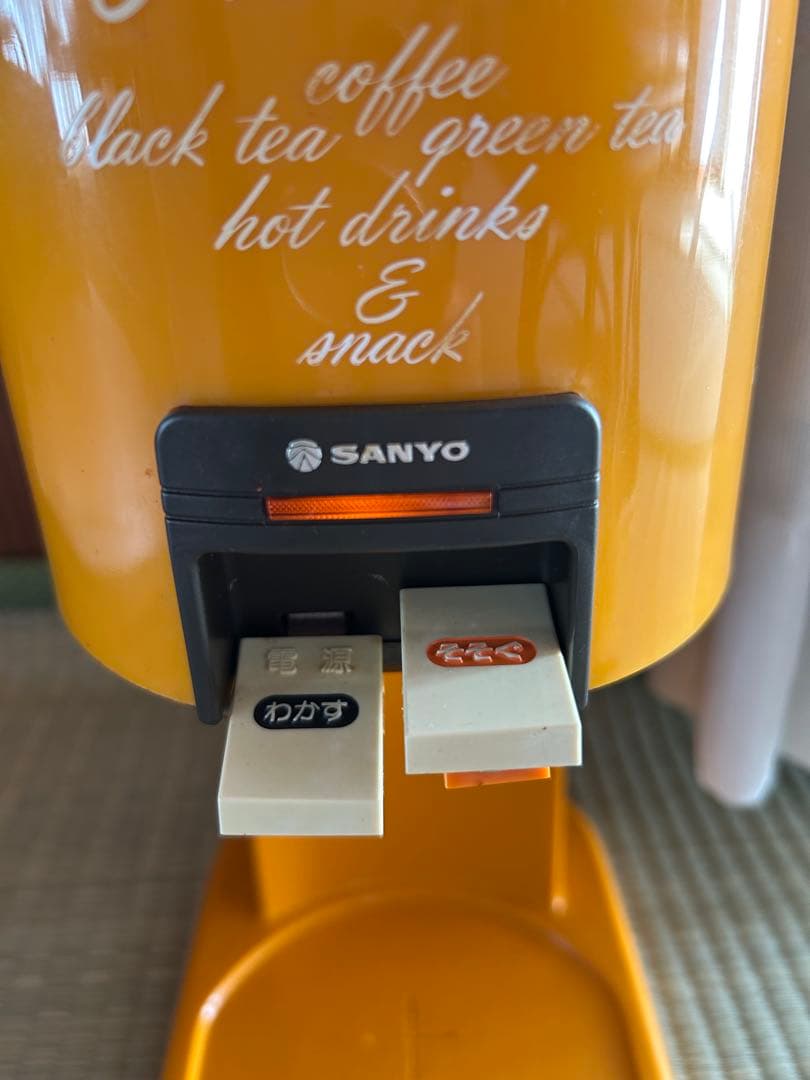 coffee
black tea green tea
hot drinks
&
snack
SANYO
電源
わかす
そそぐ